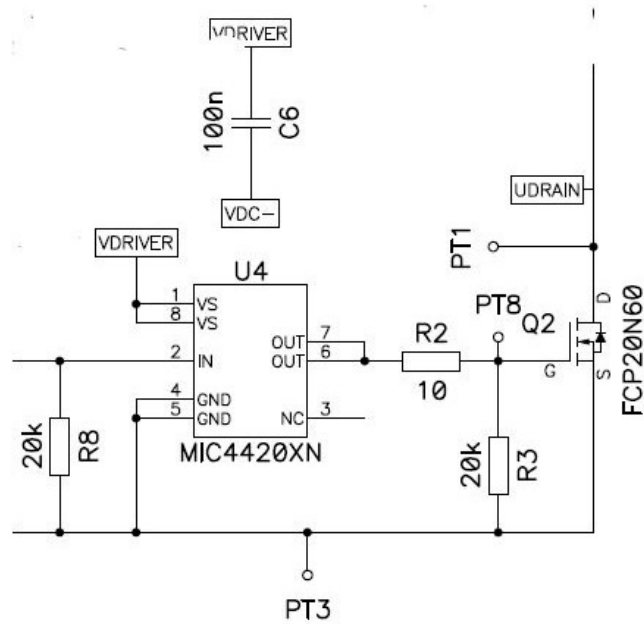 VDRIVER
100n
C6
VDC-
UDRAIN
VDRIVER
PT1
U4
1
VS
8
VS
OUT
7
OUT
6
2
IN
4
GND
5
GND
NC
3
MIC4420XN
R2
10
PT8
Q2
D
G
S
FCP20N60
20k
R8
20k
R3
PT3